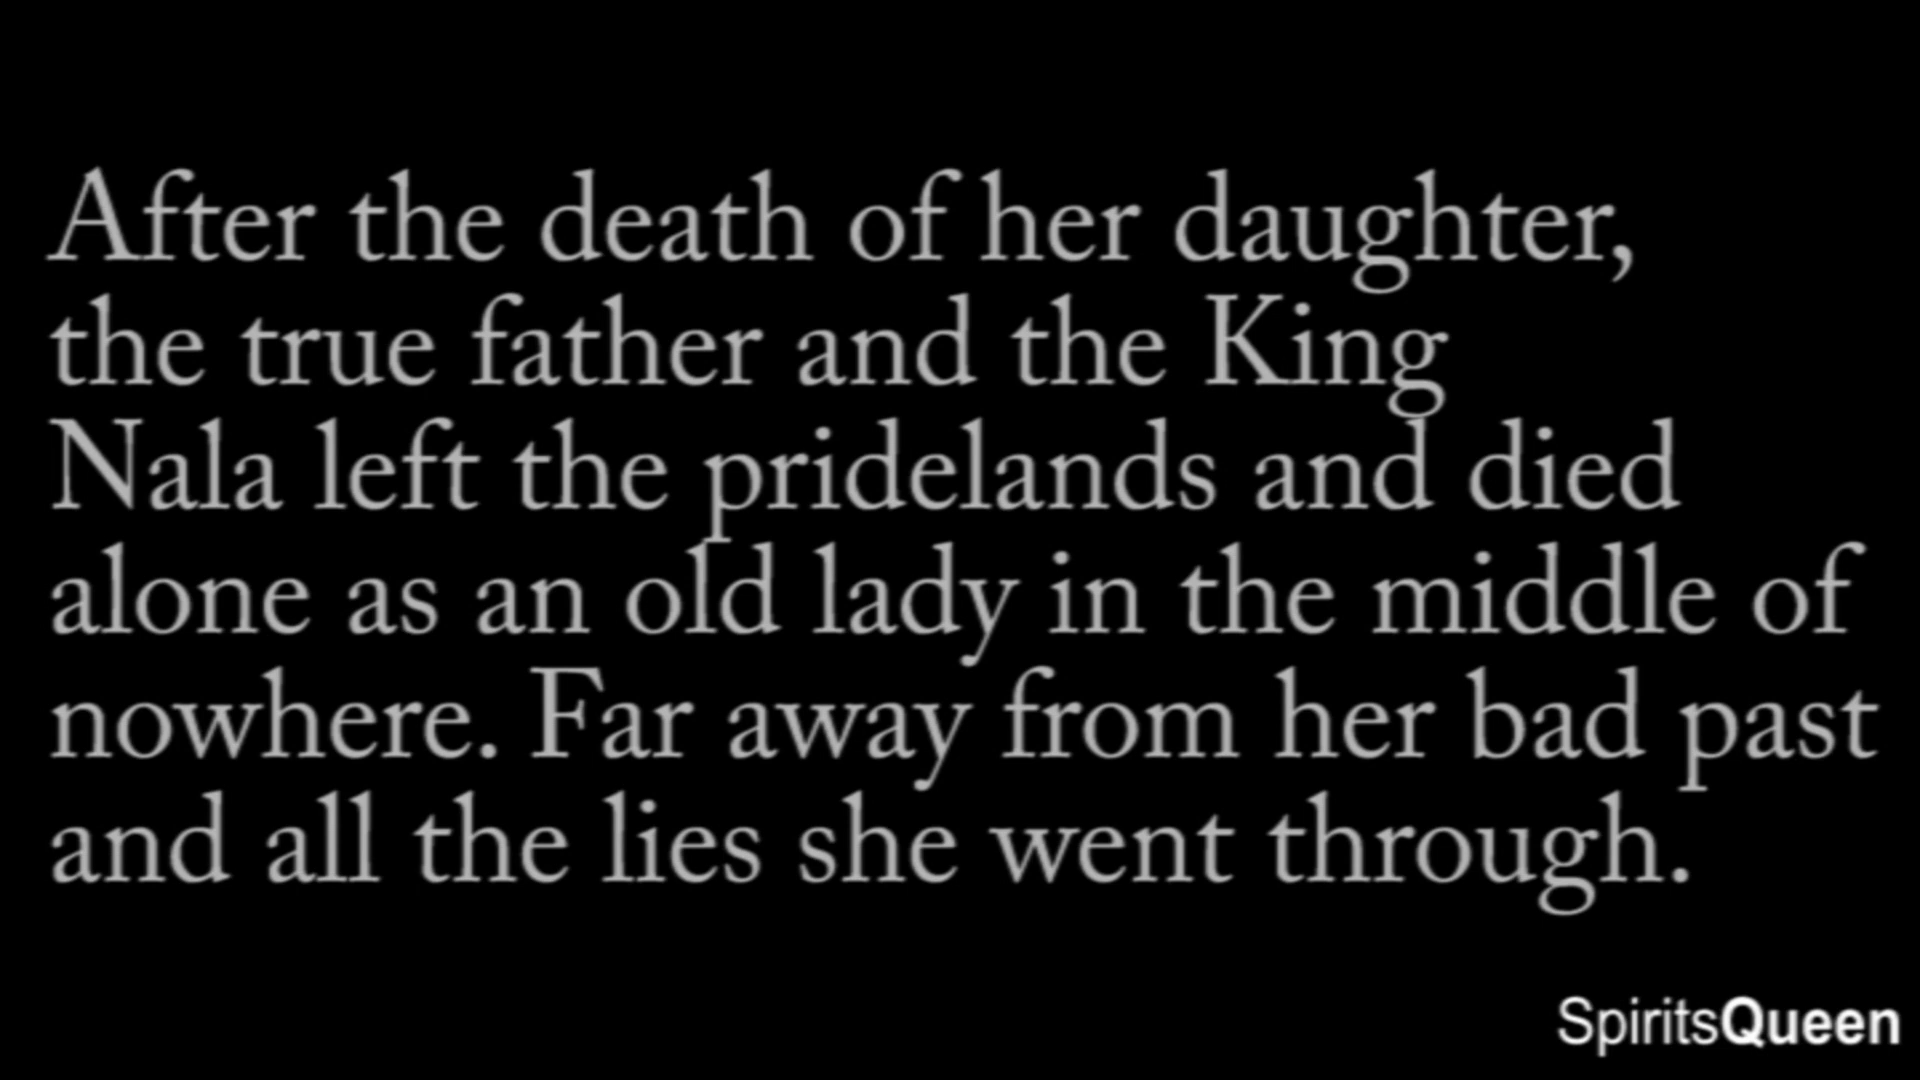 After the death of her daughter,
the true father and the King
Nala left the pridelands and died
alone as an old lady in the middle of
nowhere. Far away from her bad past
and all the lies she went through.
SpiritsQueen